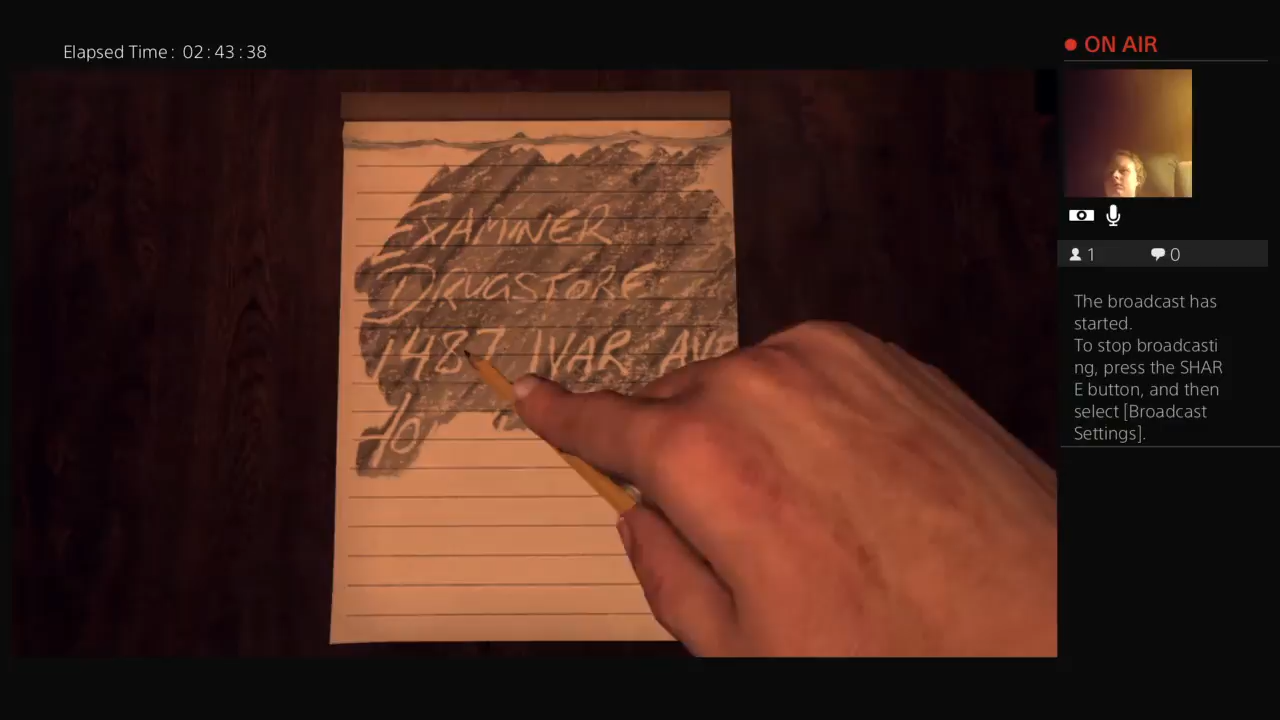 Elapsed Time: 02:43:38
ON AIR
EXAMINER
DRUGSTORE
1487 IVAR AVE
1
0
The broadcast has
started.
To stop broadcasti
ng, press the SHAR
E button, and then
select [Broadcast
Settings].